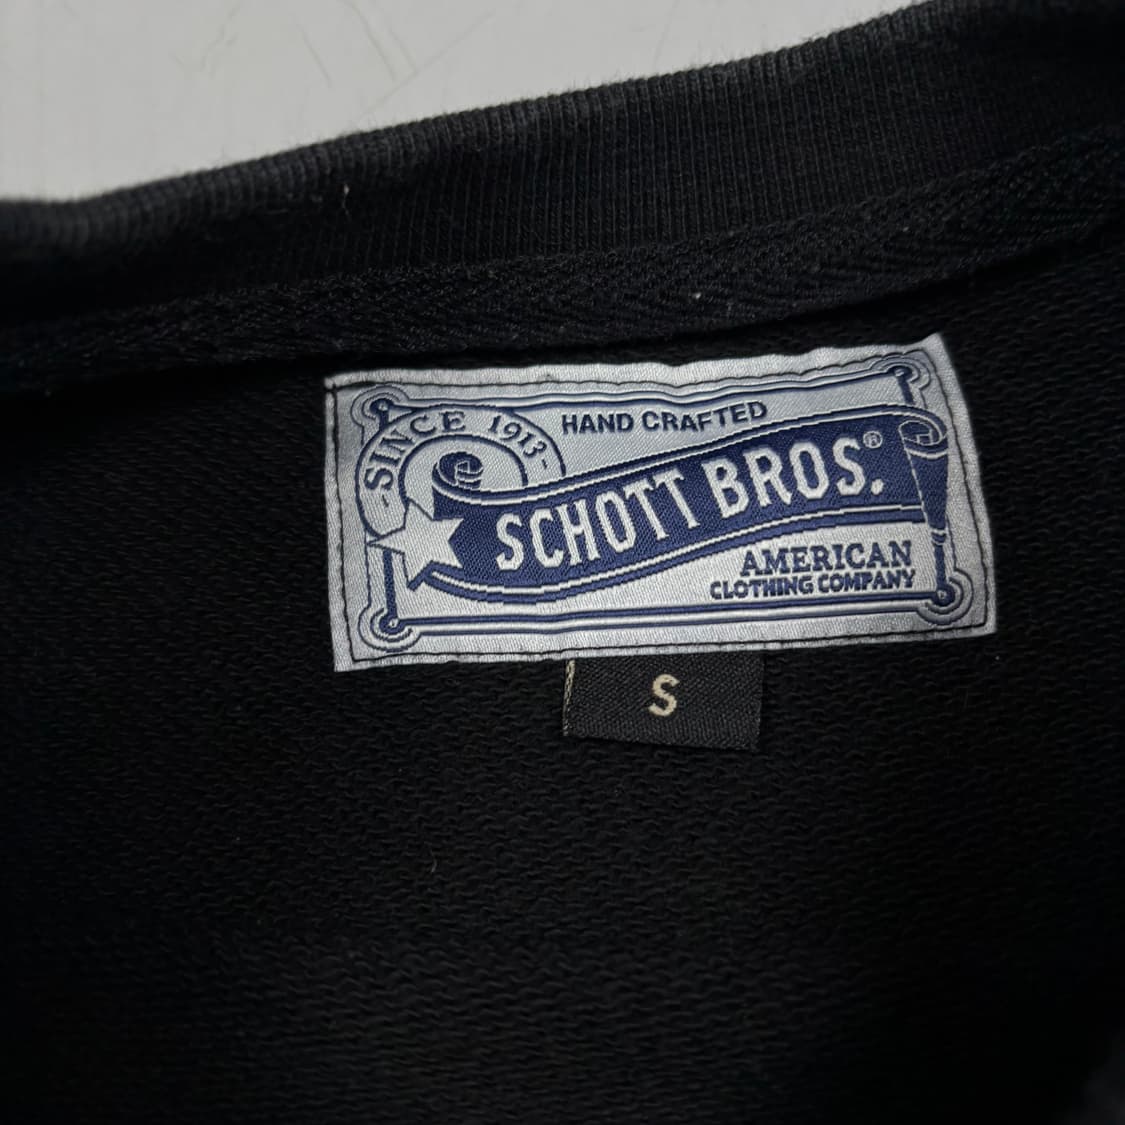 -SINCE 1913-
HAND CRAFTED
SCHOTT BROS.®
AMERICAN
CLOTHING COMPANY
S